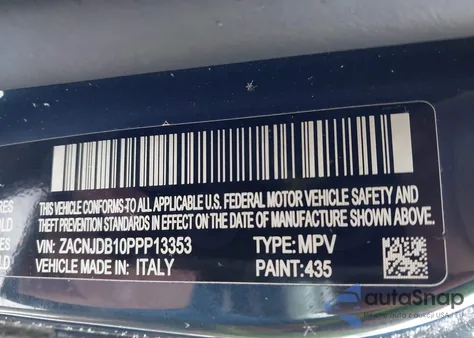 THIS VEHICLE CONFORMS TO ALL APPLICABLE U.S. FEDERAL MOTOR VEHICLE SAFETY AND
THEFT PREVENTION STANDARDS IN EFFECT ON THE DATE OF MANUFACTURE SHOWN ABOVE.
VIN: ZACNJDB10PPP13353 TYPE: MPV
VEHICLE MADE IN: ITALY PAINT: 435
autoSnap